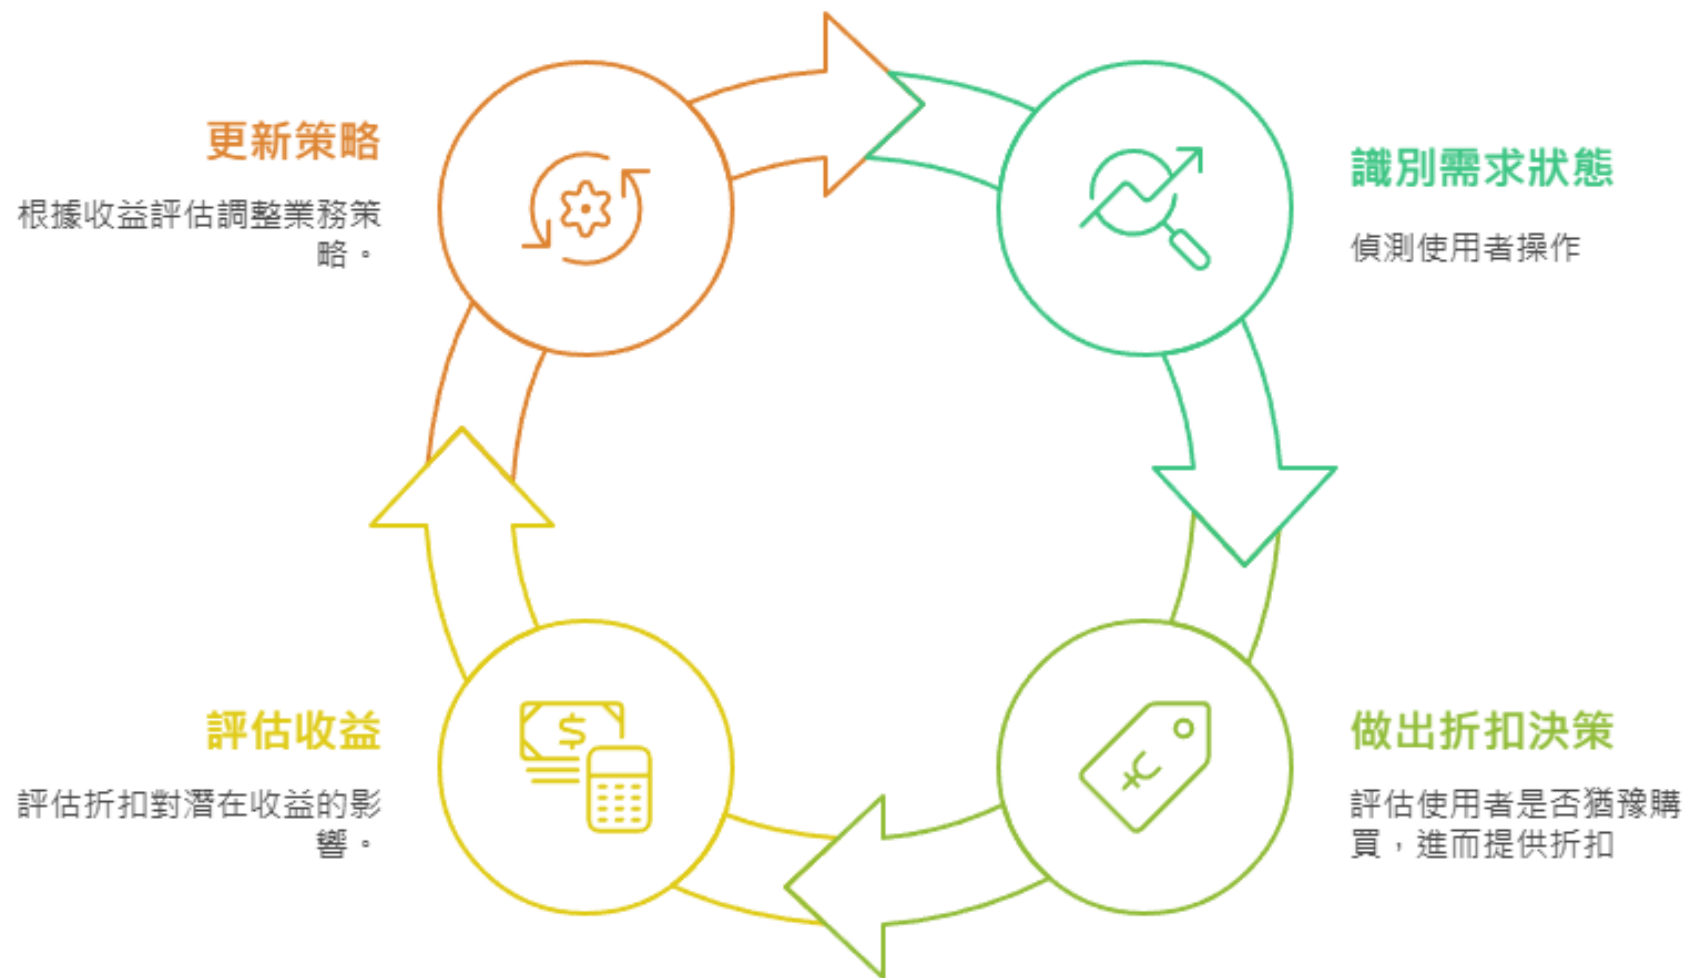 更新策略
根據收益評估調整業務策
略。
識別需求狀態
偵測使用者操作
評估收益
評估折扣對潛在收益的影
響。
做出折扣決策
評估使用者是否猶豫購
買，進而提供折扣
$